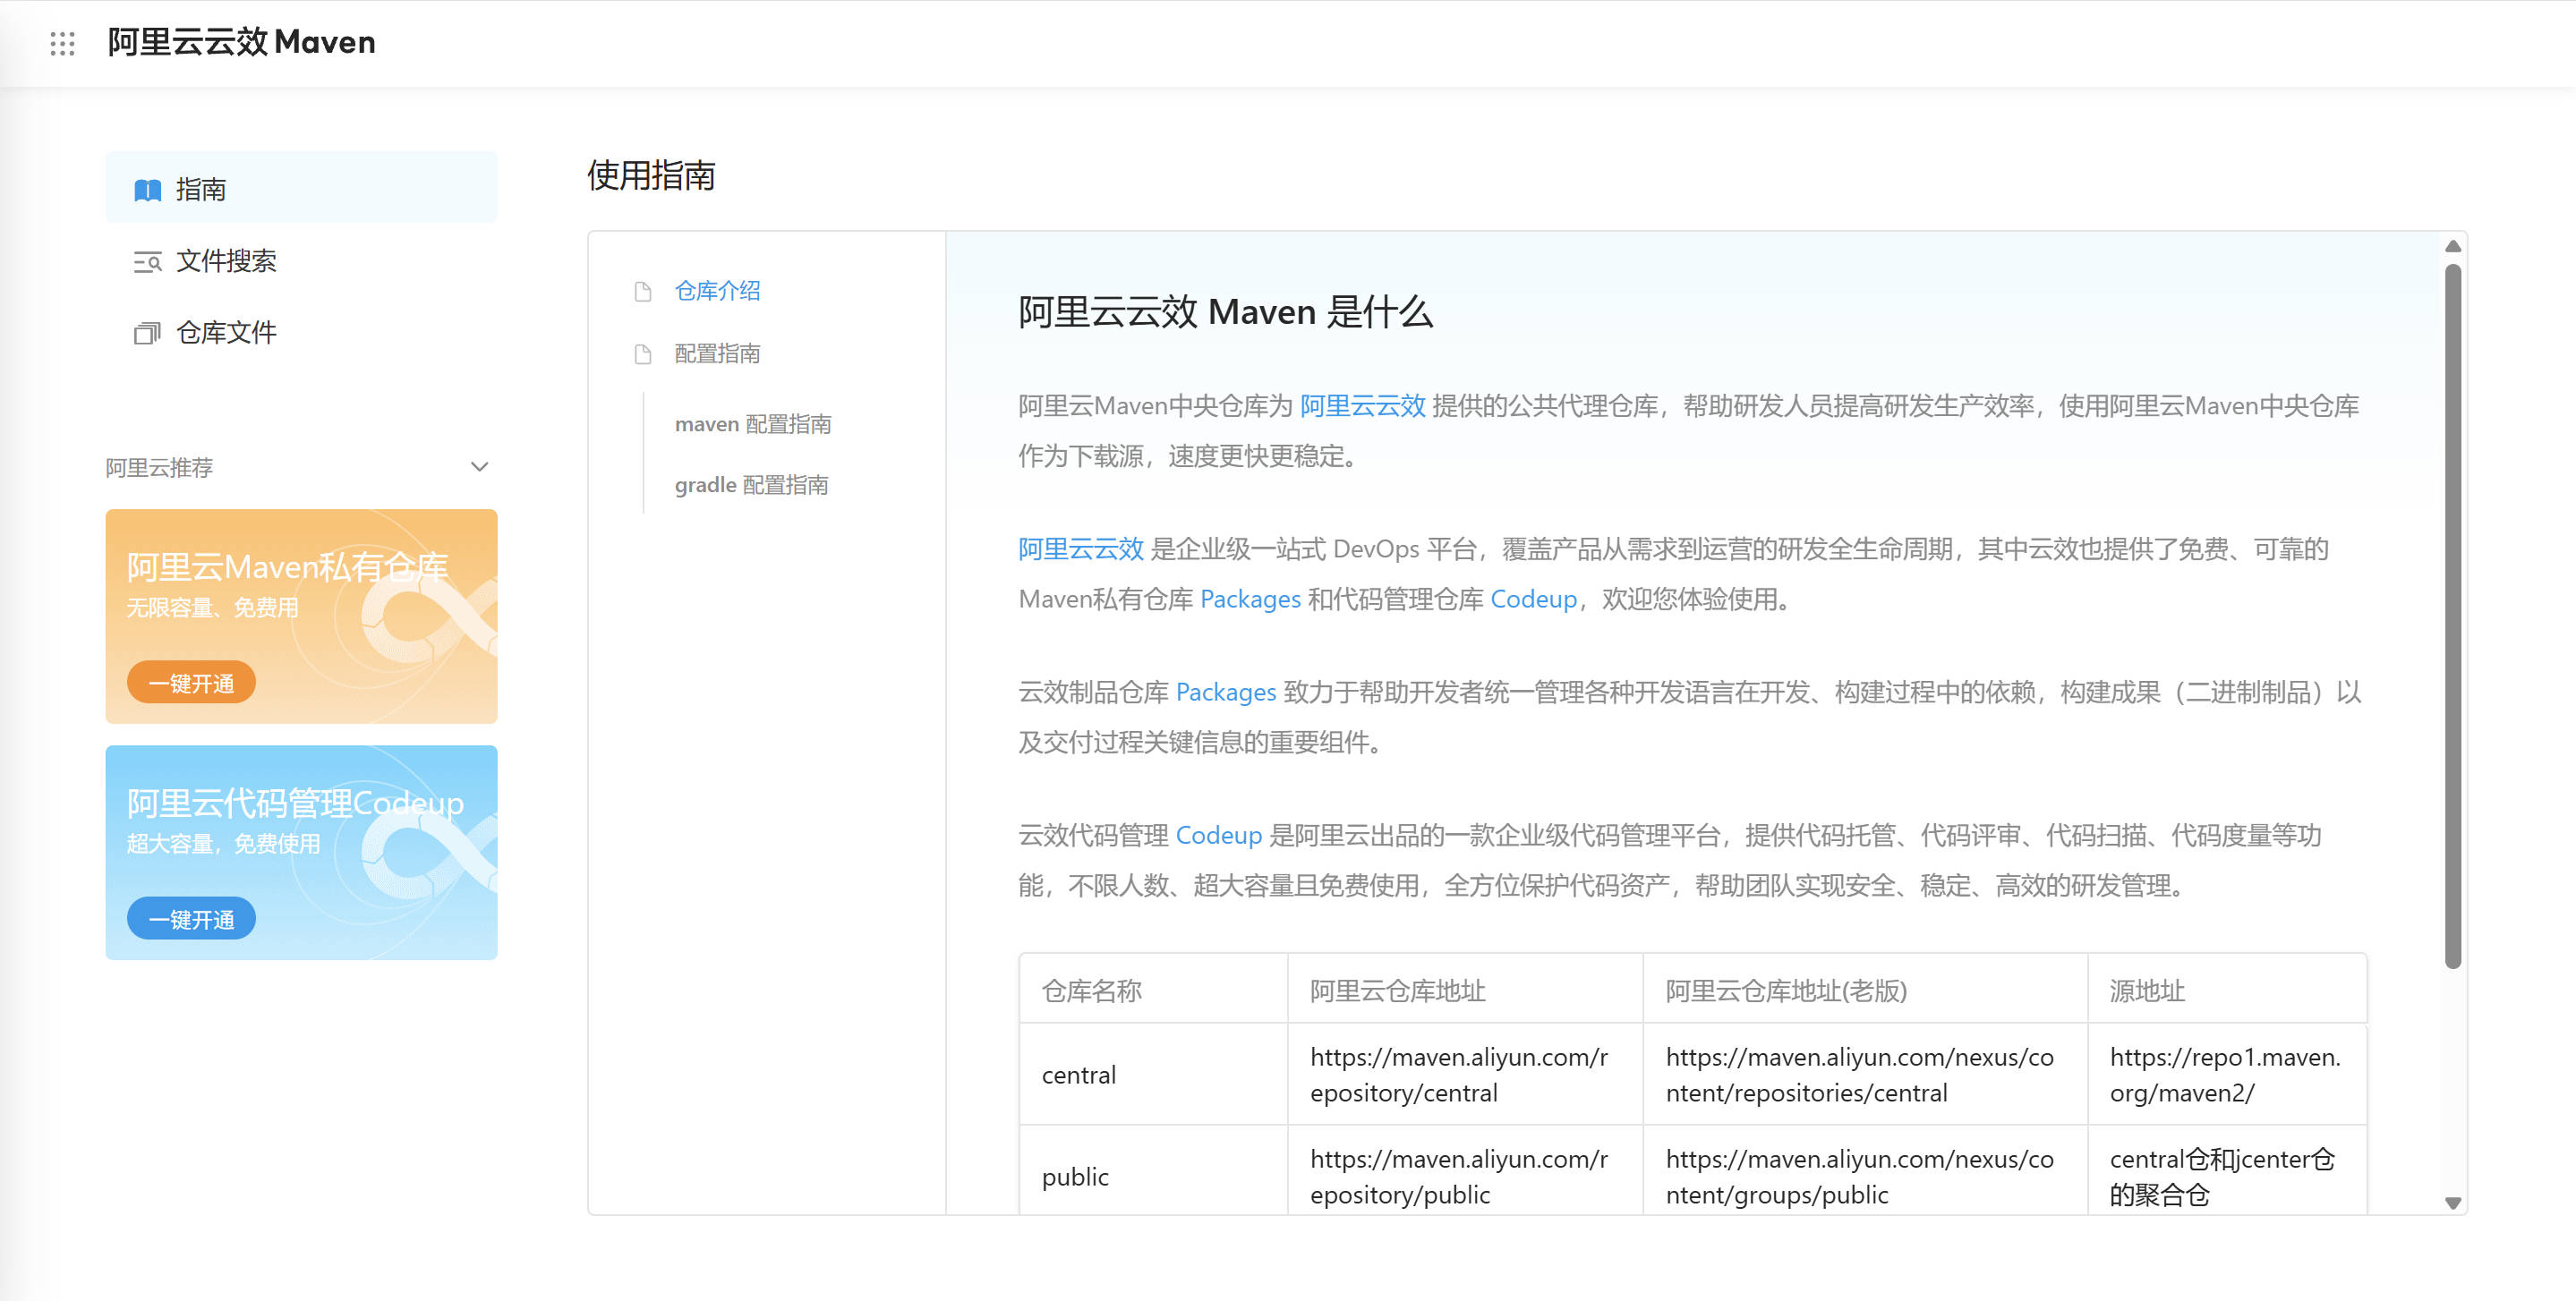 阿里云云效 Maven
指南
文件搜索
仓库文件
阿里云推荐
阿里云Maven私有仓库
无限容量、免费用
一键开通
阿里云代码管理Codeup
超大容量，免费使用
一键开通
使用指南
仓库介绍
配置指南
maven 配置指南
gradle 配置指南
阿里云云效 Maven 是什么
阿里云Maven中央仓库为 阿里云云效 提供的公共代理仓库，帮助研发人员提高研发生产效率，使用阿里云Maven中央仓库
作为下载源，速度更快更稳定。
阿里云云效 是企业级一站式 DevOps 平台，覆盖产品从需求到运营的研发全生命周期，其中云效也提供了免费、可靠的
Maven私有仓库 Packages 和代码管理仓库 Codeup，欢迎您体验使用。
云效制品仓库 Packages 致力于帮助开发者统一管理各种开发语言在开发、构建过程中的依赖，构建成果（二进制制品）以
及交付过程关键信息的重要组件。
云效代码管理 Codeup 是阿里云出品的一款企业级代码管理平台，提供代码托管、代码评审、代码扫描、代码度量等功
能，不限人数、超大容量且免费使用，全方位保护代码资产，帮助团队实现安全、稳定、高效的研发管理。
仓库名称 阿里云仓库地址 阿里云仓库地址(老版) 源地址
central
https://maven.aliyun.com/r
epository/central
https://maven.aliyun.com/nexus/co
ntent/repositories/central
https://repo1.maven.
org/maven2/
public
https://maven.aliyun.com/r
epository/public
https://maven.aliyun.com/nexus/co
ntent/groups/public
central仓和jcenter仓
的聚合仓